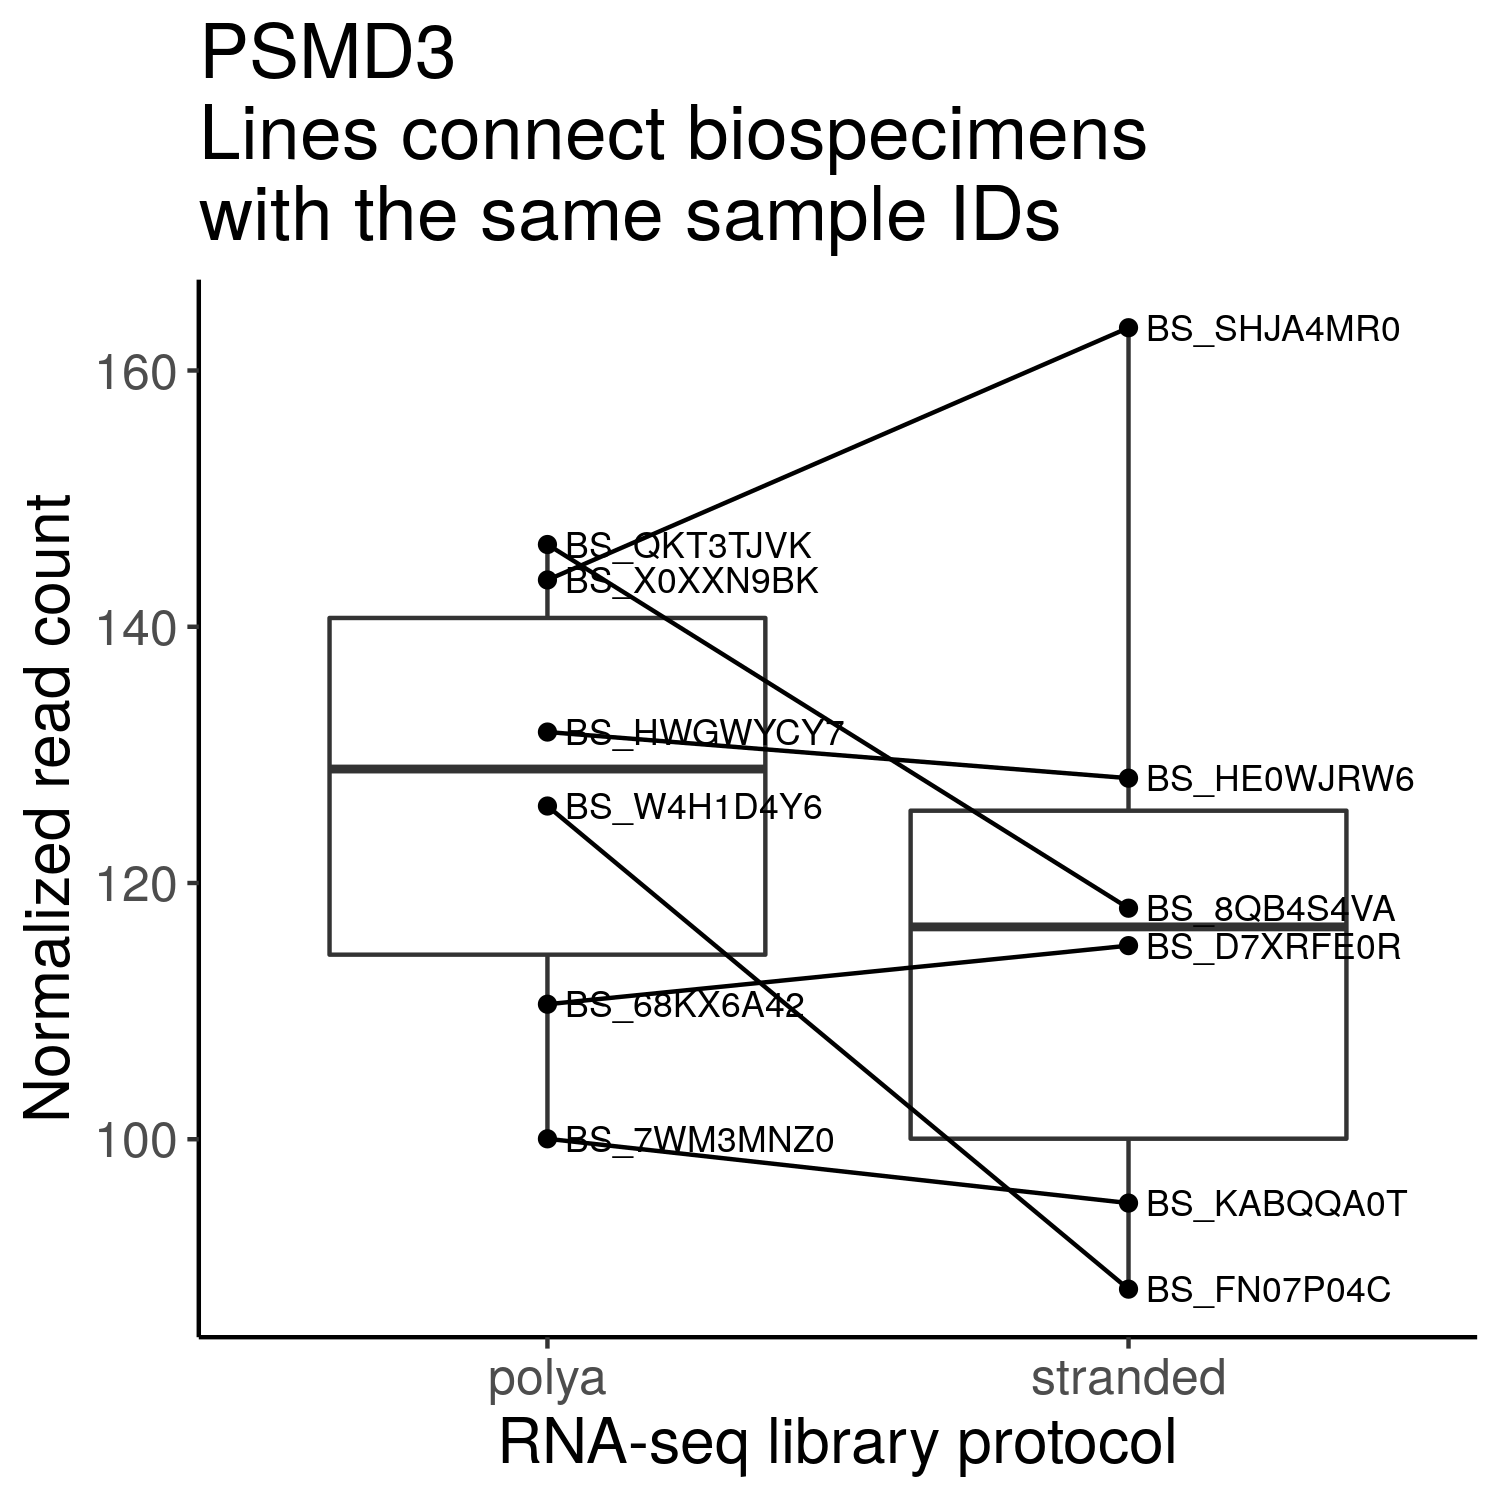 PSMD3
Lines connect biospecimens
with the same sample IDs
Normalized read count
160
140
120
100
BS_SHJA4MR0
BS_QKT3TJVK
BS_X0XXN9BK
BS_HWGWYCY7
BS_HE0WJRW6
BS_W4H1D4Y6
BS_8QB4S4VA
BS_D7XRFE0R
BS_68KX6A42
BS_7WM3MNZ0
BS_KABQQA0T
BS_FN07P04C
polya
stranded
RNA-seq library protocol